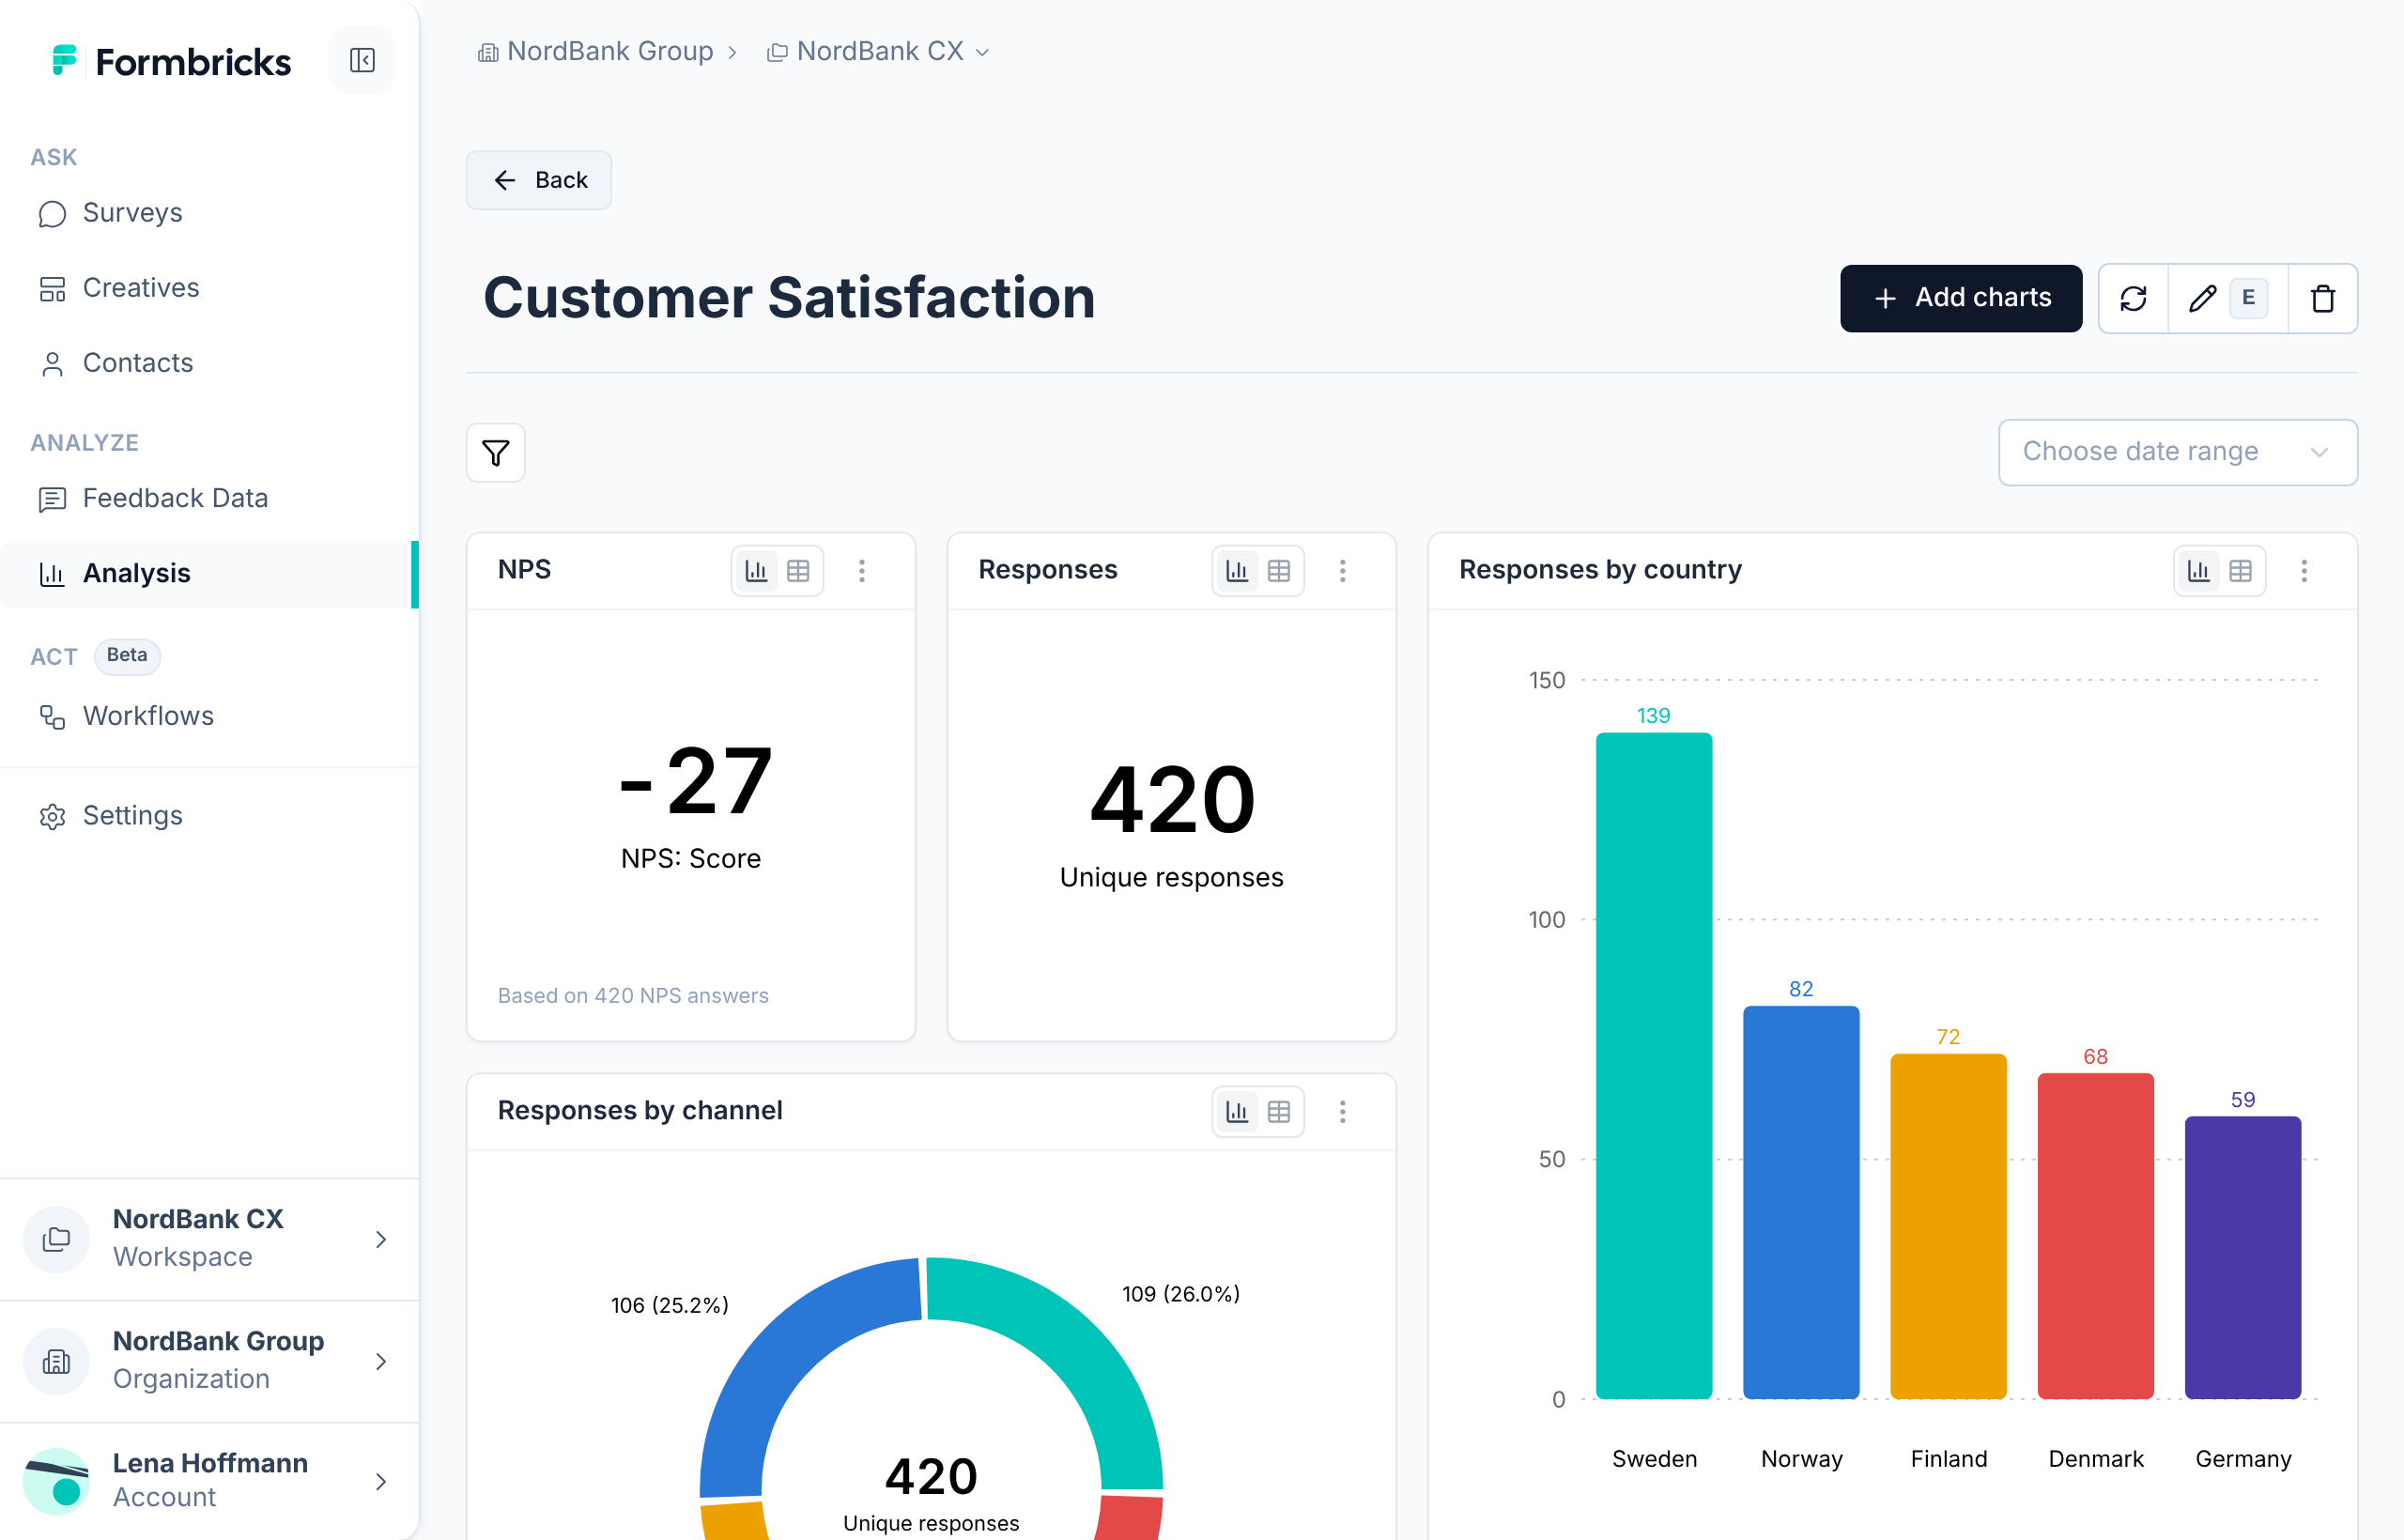 Formbricks
ASK
Surveys
Creatives
Contacts
ANALYZE
Feedback Data
Analysis
ACT Beta
Workflows
Settings
NordBank CX
Workspace
NordBank Group
Organization
Lena Hoffmann
Account
NordBank Group NordBank CX
Back
Customer Satisfaction
Add charts E
Choose date range
NPS
-27
NPS: Score
Based on 420 NPS answers
Responses
420
Unique responses
Responses by country
150
100
50
0
139
82
72
68
59
Sweden Norway Finland Denmark Germany
Responses by channel
106 (25.2%)
109 (26.0%)
420
Unique responses